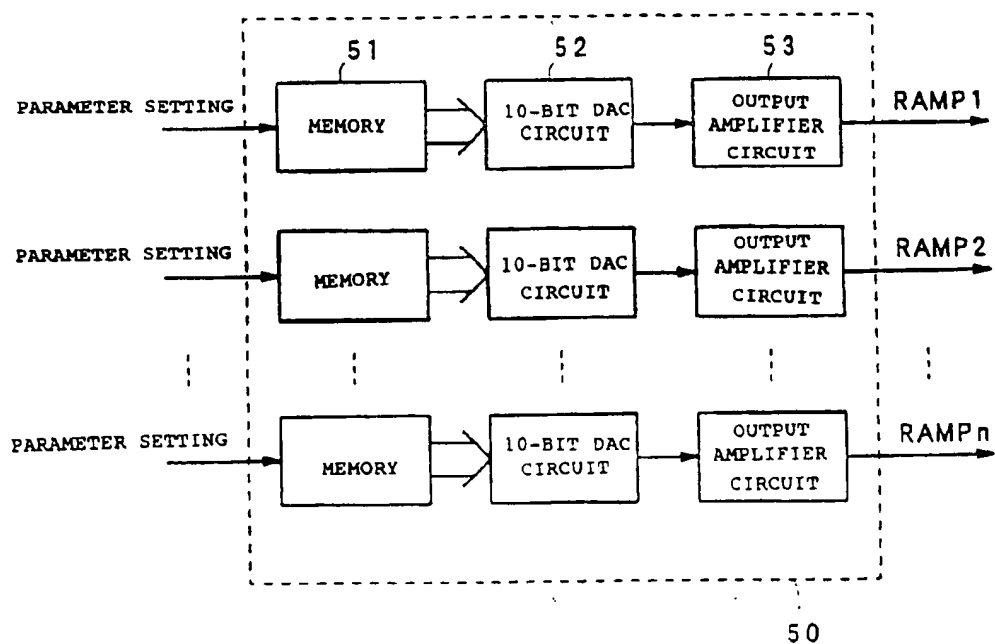 51
52
53
PARAMETER SETTING
MEMORY
10-BIT DAC
CIRCUIT
OUTPUT
AMPLIFIER
CIRCUIT
RAMP1
PARAMETER SETTING
MEMORY
10-BIT DAC
CIRCUIT
OUTPUT
AMPLIFIER
CIRCUIT
RAMP2
PARAMETER SETTING
MEMORY
10-BIT DAC
CIRCUIT
OUTPUT
AMPLIFIER
CIRCUIT
RAMPn
50